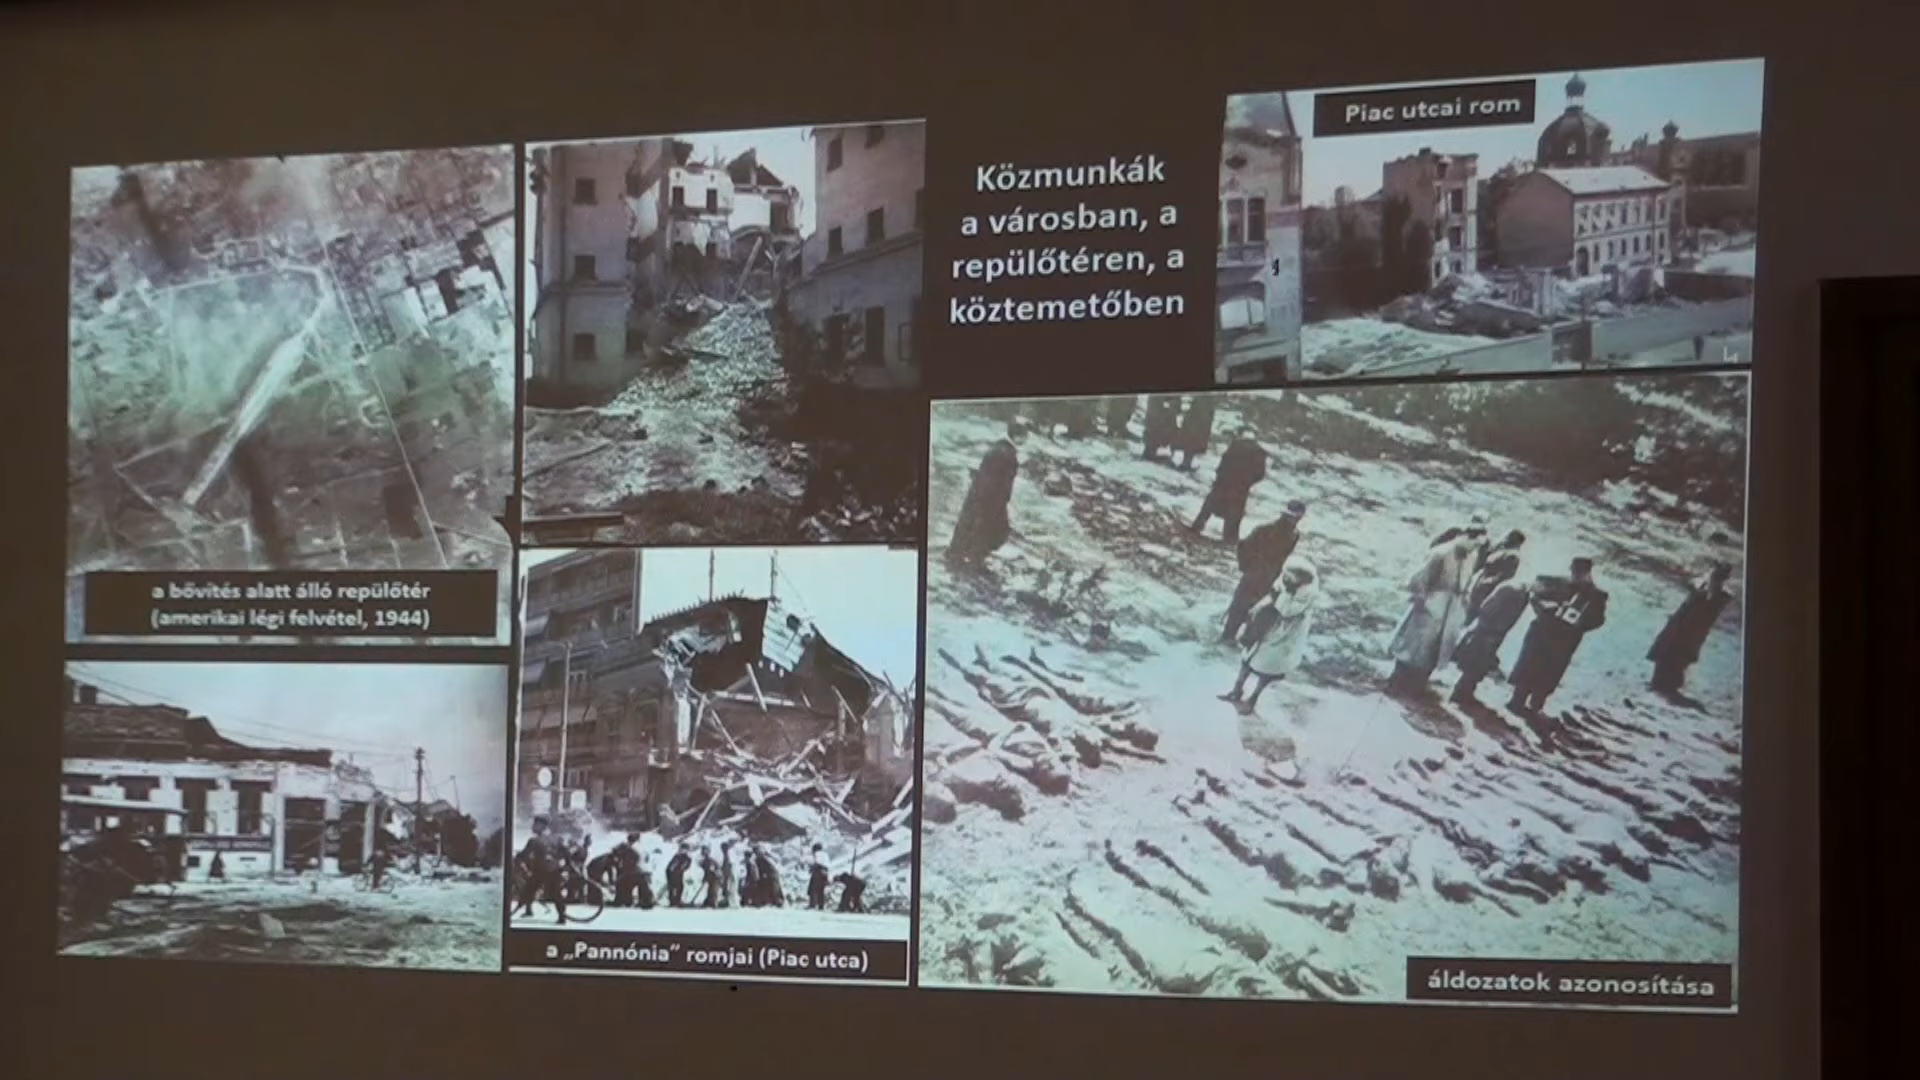 Közmunkák
a városban, a
repülőtéren, a
köztemetőben
Piac utcai rom
a bővítés alatt álló repülőtér
(amerikai légi felvétel, 1944)
a „Pannónia” romjai (Piac utca)
áldozatok azonosítása